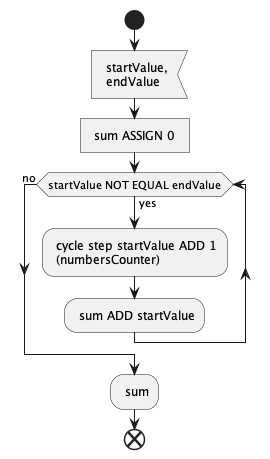 startValue,
endValue
sum ASSIGN 0
no
startValue NOT EQUAL endValue
yes
cycle step startValue ADD 1
(numbersCounter)
sum ADD startValue
sum